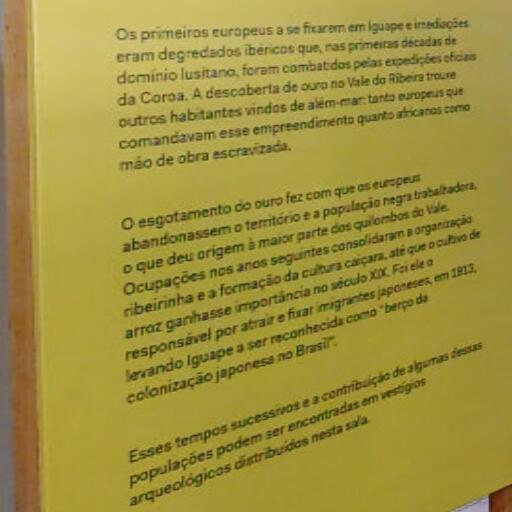 Os primeiros europeus a se fixarem em Iguape e imediações
eram degredados ibéricos que, nas primeiras décadas de
domínio lusitano, foram combatidos pelas expedições oficiais
da Coroa. A descoberta de ouro no Vale do Ribeira trouxe
outros habitantes vindos de além-mar: tanto europeus que
comandavam esse empreendimento quanto africanos como
mão de obra escravizada.
O esgotamento do ouro fez com que os europeus
abandonassem o território e a população negra trabalhadora,
o que deu origem à maior parte dos quilombos do Vale.
Ocupações nos anos seguintes consolidaram a organização
ribeirinha e a formação da cultura caiçara, até que o cultivo de
arroz ganhasse importância no século XIX. Foi ele o
responsável por atrair e fixar imigrantes japoneses, em 1913,
levando Iguape a ser reconhecida como "berço da
colonização japonesa no Brasil".
Esses tempos sucessivos e a contribuição de algumas dessas
populações podem ser encontradas em vestígios
arqueológicos distribuídos nesta sala.